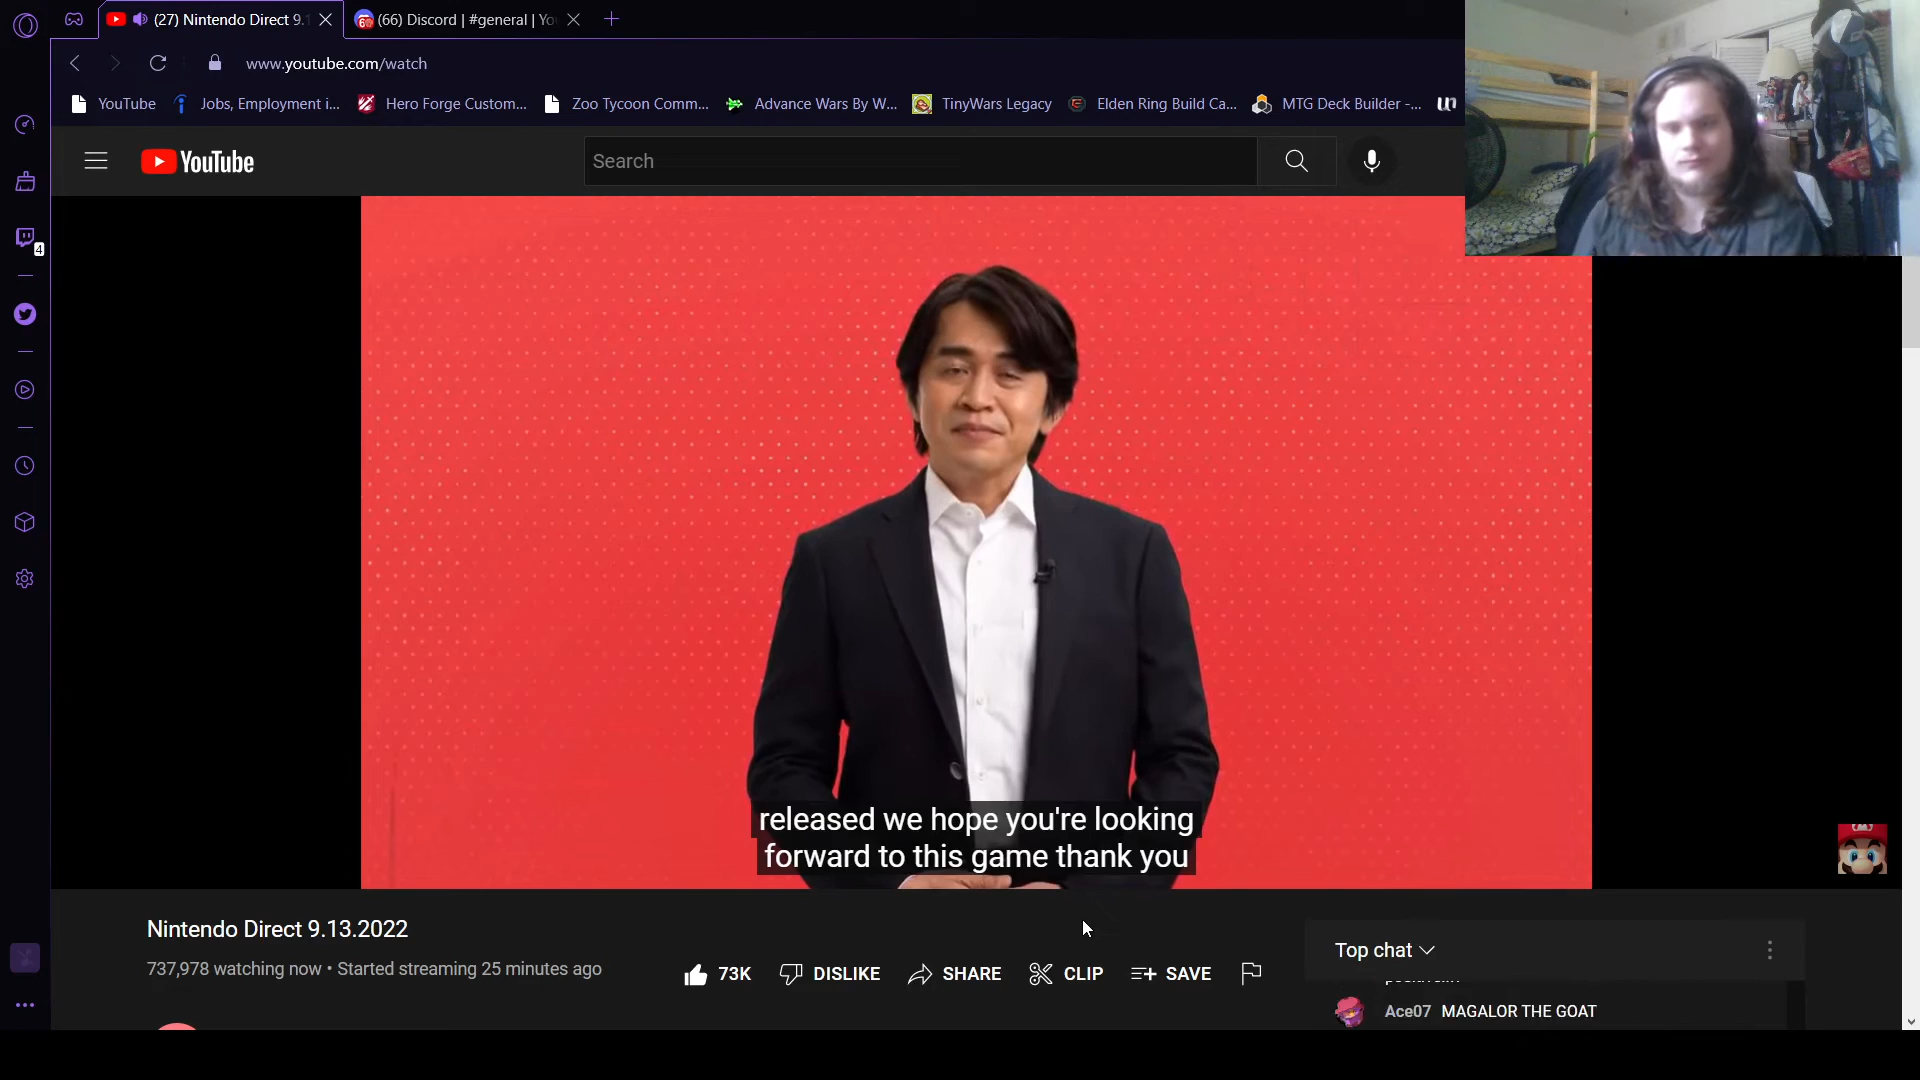 (27) Nintendo Direct 9.1
(66) Discord | #general | Yo
www.youtube.com/watch
YouTube
Jobs, Employment i...
Hero Forge Custom...
Zoo Tycoon Comm...
Advance Wars By W...
TinyWars Legacy
Elden Ring Build Ca...
MTG Deck Builder -...
YouTube
Search
4
released we hope you're looking
forward to this game thank you
Nintendo Direct 9.13.2022
737,978 watching now • Started streaming 25 minutes ago
73K
DISLIKE
SHARE
CLIP
SAVE
Top chat
Ace07 MAGALOR THE GOAT